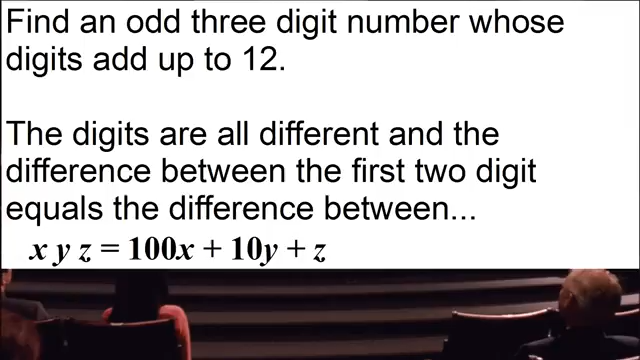 Find an odd three digit number whose
digits add up to 12.
The digits are all different and the
difference between the first two digit
equals the difference between...
x y z = 100x + 10y + z